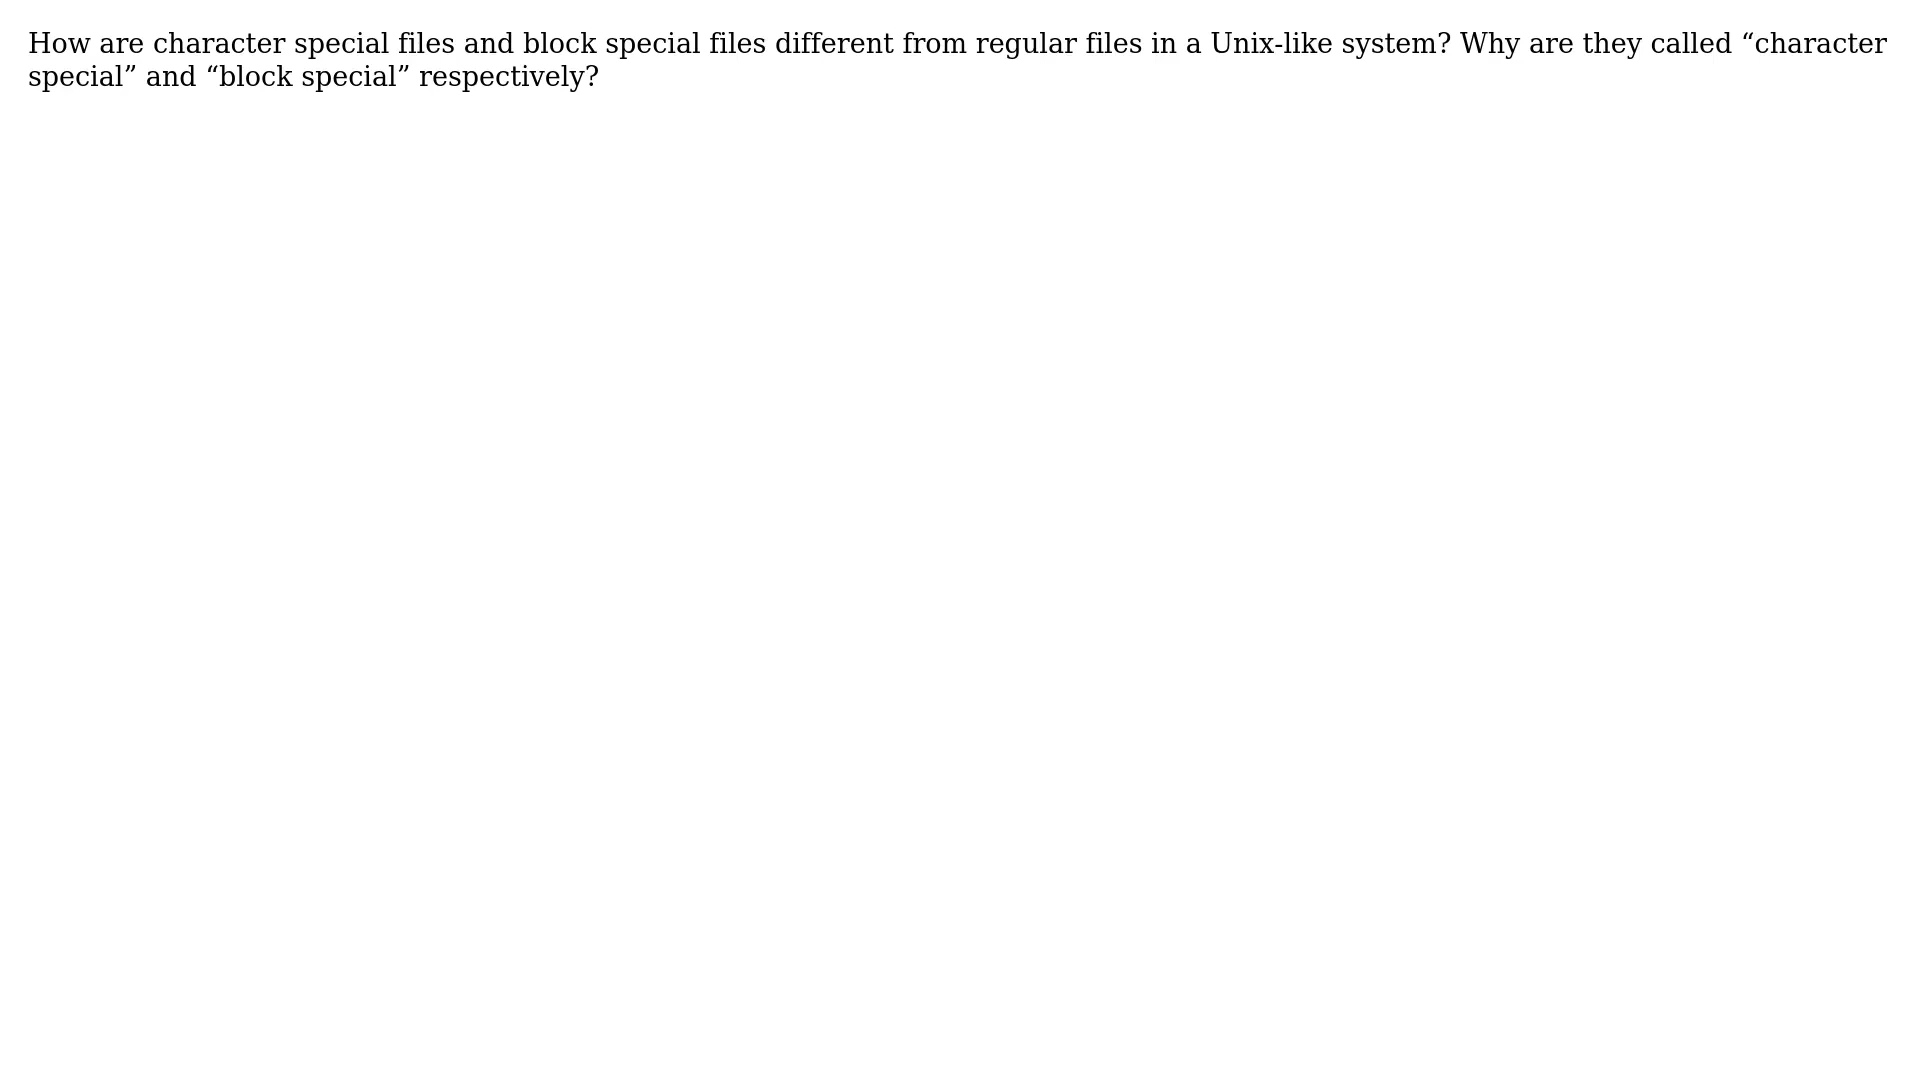 How are character special files and block special files different from regular files in a Unix-like system? Why are they called “character
special” and “block special” respectively?